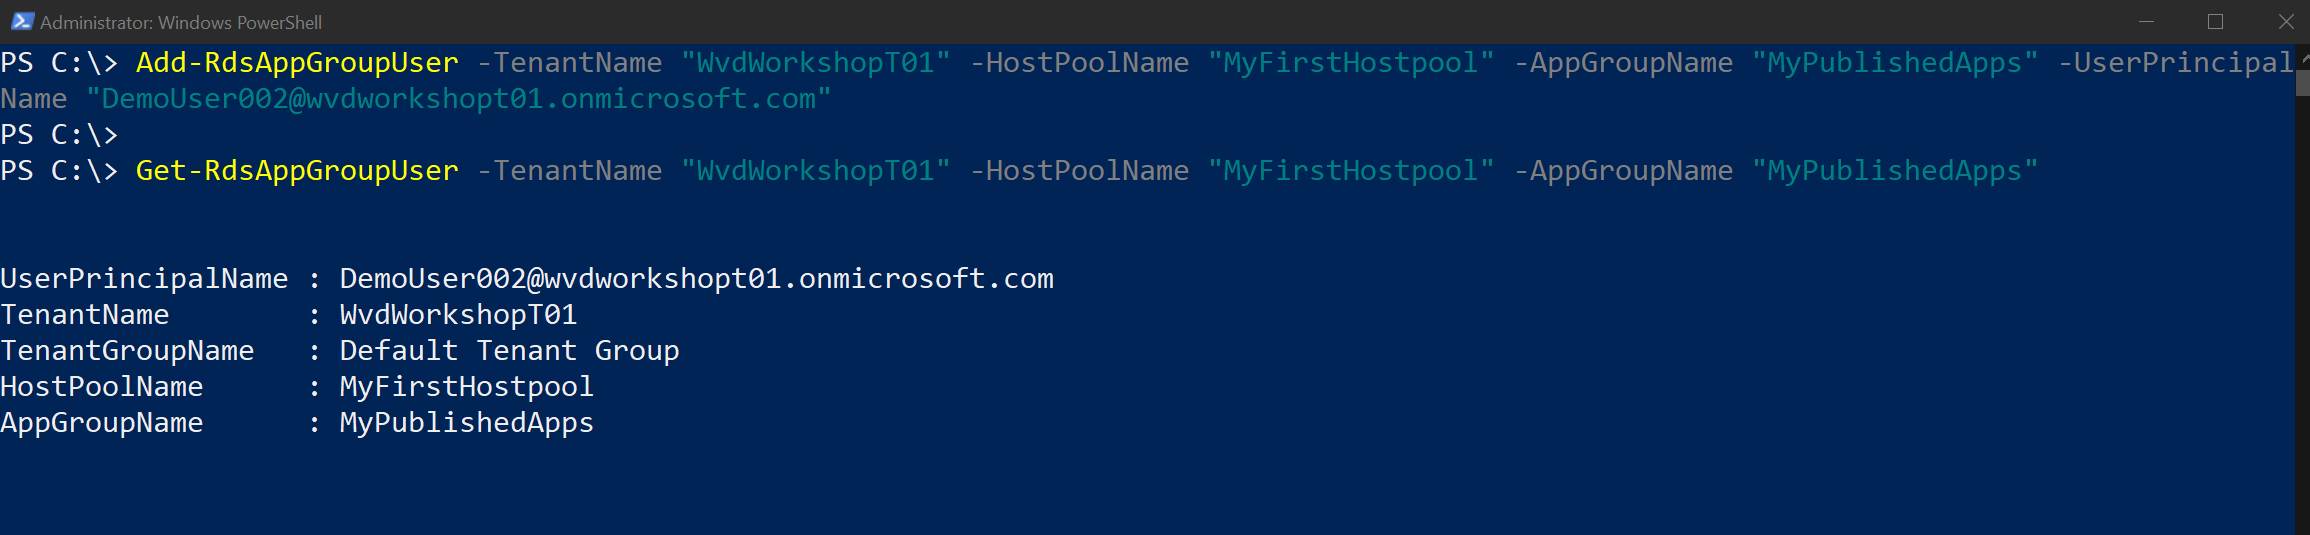 Administrator: Windows PowerShell
PS C:\> Add-RdsAppGroupUser -TenantName "WvdWorkshopT01" -HostPoolName "MyFirstHostpool" -AppGroupName "MyPublishedApps" -UserPrincipal
Name "DemoUser002@wvdworkshopt01.onmicrosoft.com"
PS C:\>
PS C:\> Get-RdsAppGroupUser -TenantName "WvdWorkshopT01" -HostPoolName "MyFirstHostpool" -AppGroupName "MyPublishedApps"
UserPrincipalName : DemoUser002@wvdworkshopt01.onmicrosoft.com
TenantName        : WvdWorkshopT01
TenantGroupName   : Default Tenant Group
HostPoolName      : MyFirstHostpool
AppGroupName      : MyPublishedApps